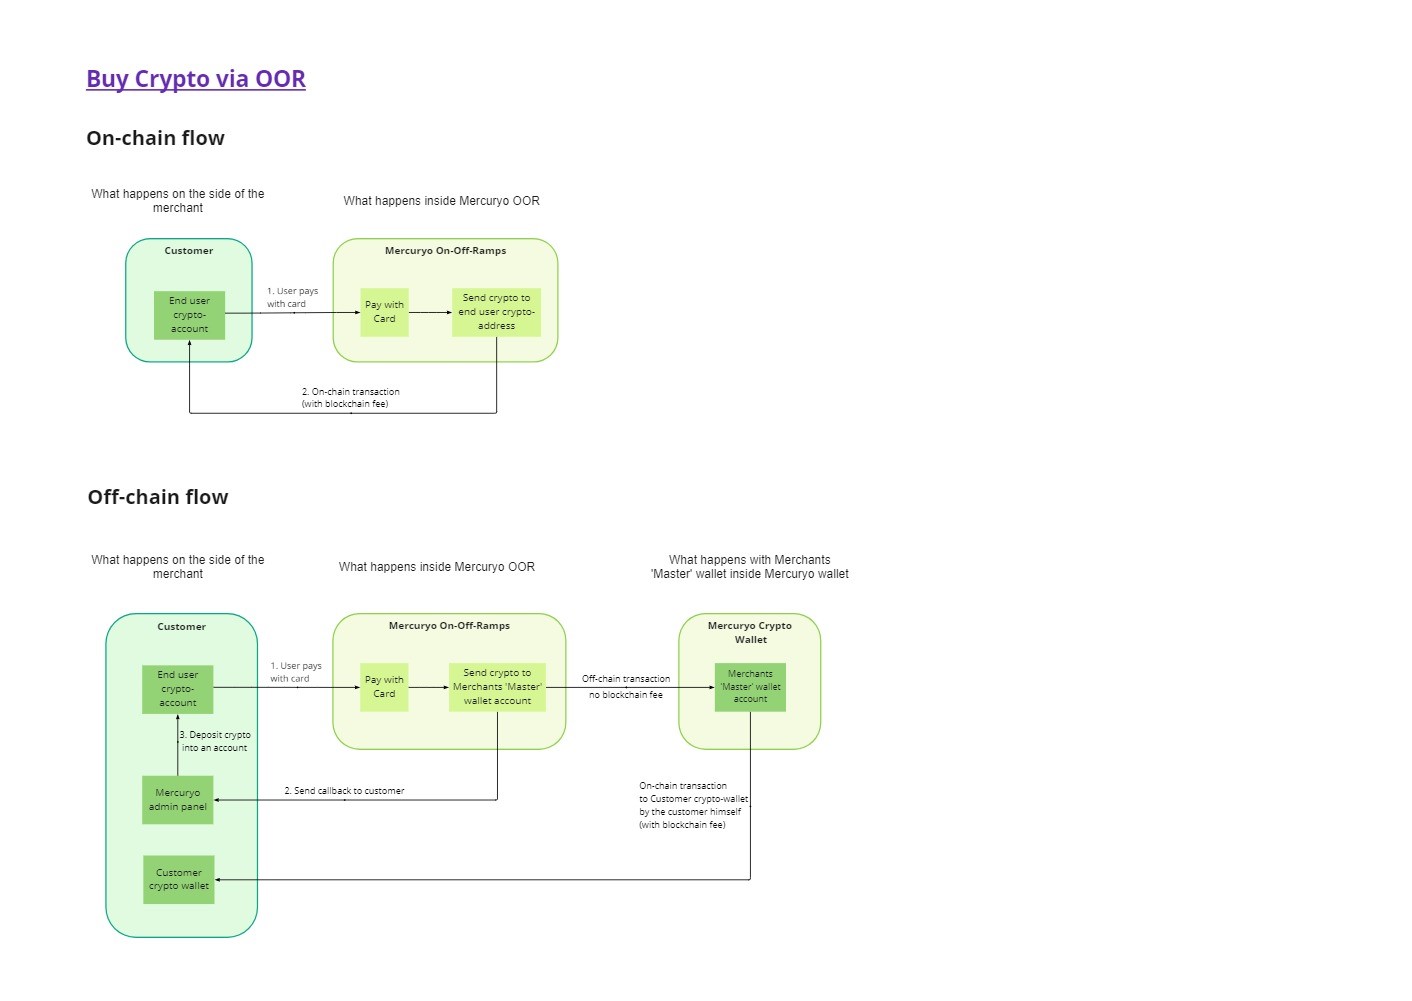 Buy Crypto via OOR
On-chain flow
What happens on the side of the
merchant
What happens inside Mercuryo OOR
Customer
End user
crypto-
account
1. User pays
with card
Mercuryo On-Off-Ramps
Pay with
Card
Send crypto to
end user crypto-
address
2. On-chain transaction
(with blockchain fee)
Off-chain flow
What happens on the side of the
merchant
What happens inside Mercuryo OOR
What happens with Merchants
'Master' wallet inside Mercuryo wallet
Customer
End user
crypto-
account
1. User pays
with card
Mercuryo On-Off-Ramps
Pay with
Card
Send crypto to
Merchants 'Master'
wallet account
Off-chain transaction
no blockchain fee
Mercuryo Crypto
Wallet
Merchants
'Master' wallet
account
3. Deposit crypto
into an account
Mercuryo
admin panel
2. Send callback to customer
On-chain transaction
to Customer crypto-wallet
by the customer himself
(with blockchain fee)
Customer
crypto wallet